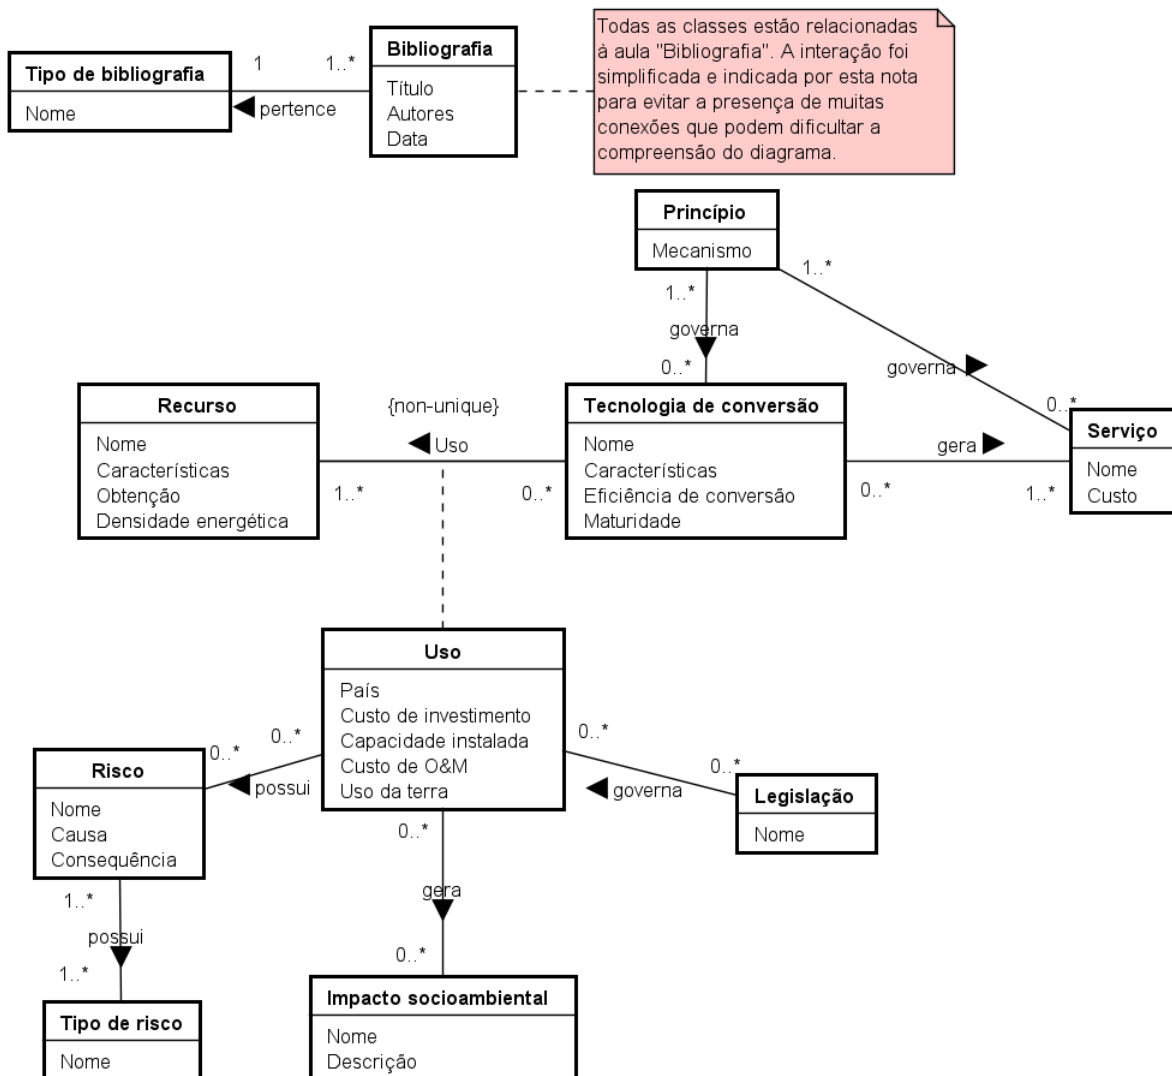 Tipo de bibliografia
Nome
1
1..*
pertence
Bibliografia
Título
Autores
Data
Todas as classes estão relacionadas
à aula "Bibliografia". A interação foi
simplificada e indicada por esta nota
para evitar a presença de muitas
conexões que podem dificultar a
compreensão do diagrama.
Princípio
Mecanismo
1..*
governa
0..*
1..*
governa
0..*
Recurso
Nome
Características
Obtenção
Densidade energética
{non-unique}
Uso
1..*
0..*
Tecnologia de conversão
Nome
Características
Eficiência de conversão
Maturidade
gera
0..*
1..*
Serviço
Nome
Custo
Uso
País
Custo de investimento
Capacidade instalada
Custo de O&M
Uso da terra
0..*
0..*
possui
Risco
Nome
Causa
Consequência
0..*
0..*
governa
Legislação
Nome
1..*
possui
1..*
Tipo de risco
Nome
0..*
gera
0..*
Impacto socioambiental
Nome
Descrição